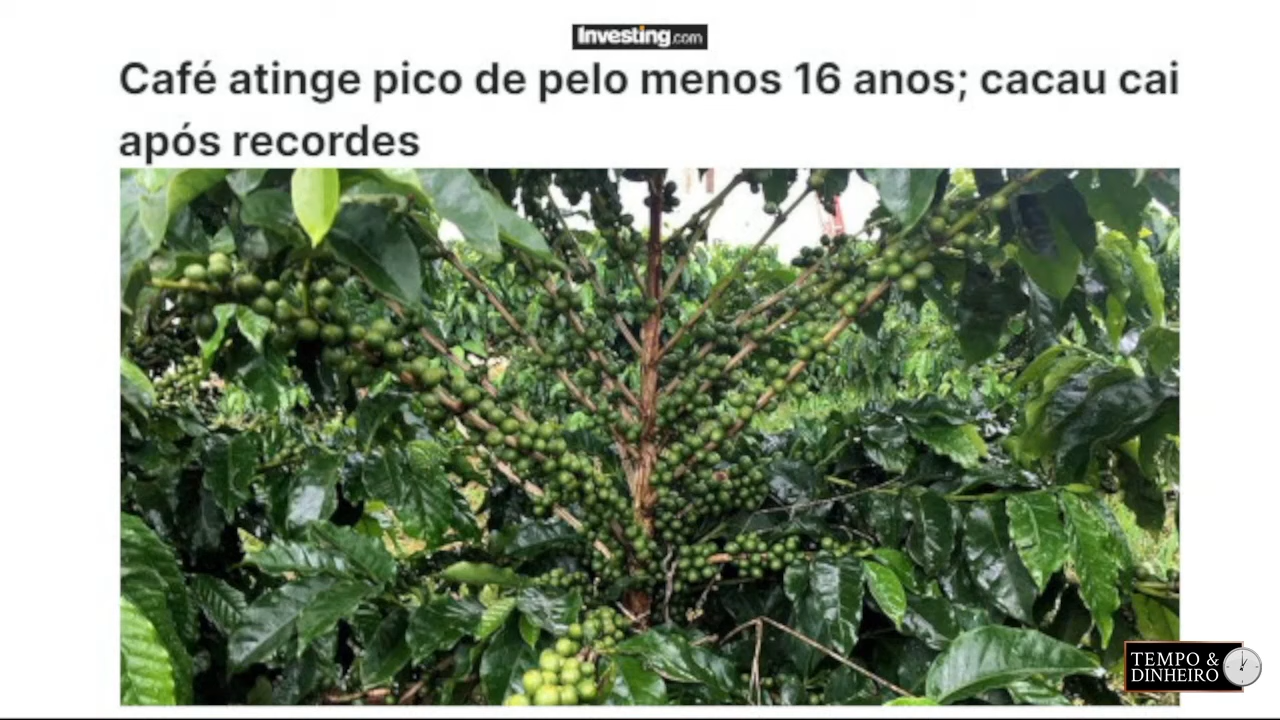 Investing.com
Café atinge pico de pelo menos 16 anos; cacau cai
após recordes
TEMPO &
DINHEIRO